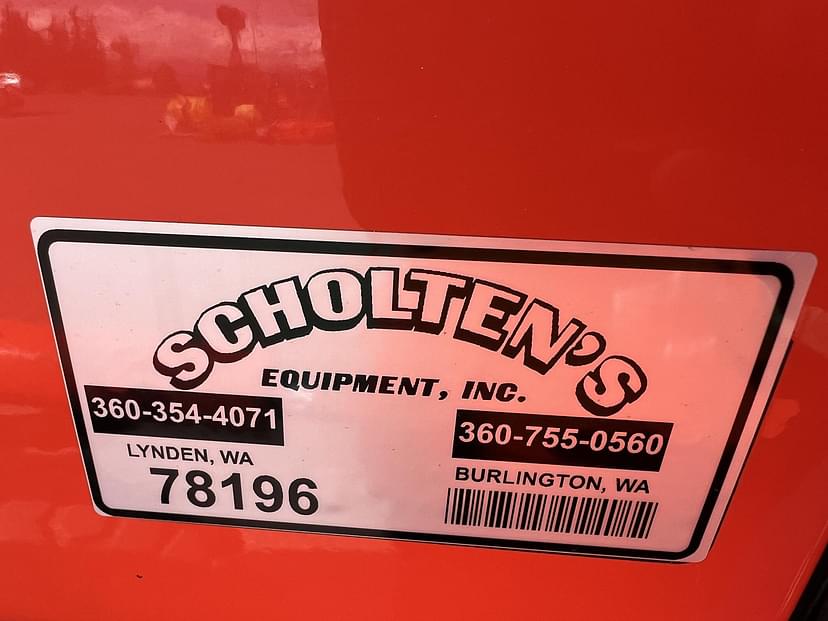 SCHOLTEN'S
EQUIPMENT, INC.
360-354-4071
LYNDEN, WA
78196
360-755-0560
BURLINGTON, WA